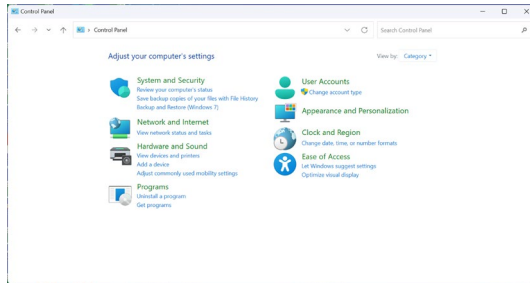 Control Panel
Control Panel
Search Control Panel
Adjust your computer's settings
View by: Category
System and Security
Review your computer's status
Save backup copies of your files with File History
Backup and Restore (Windows 7)
Network and Internet
View network status and tasks
Hardware and Sound
View devices and printers
Add a device
Adjust commonly used mobility settings
Programs
Uninstall a program
Get programs
User Accounts
Change account type
Appearance and Personalization
Clock and Region
Change date, time, or number formats
Ease of Access
Let Windows suggest settings
Optimize visual display